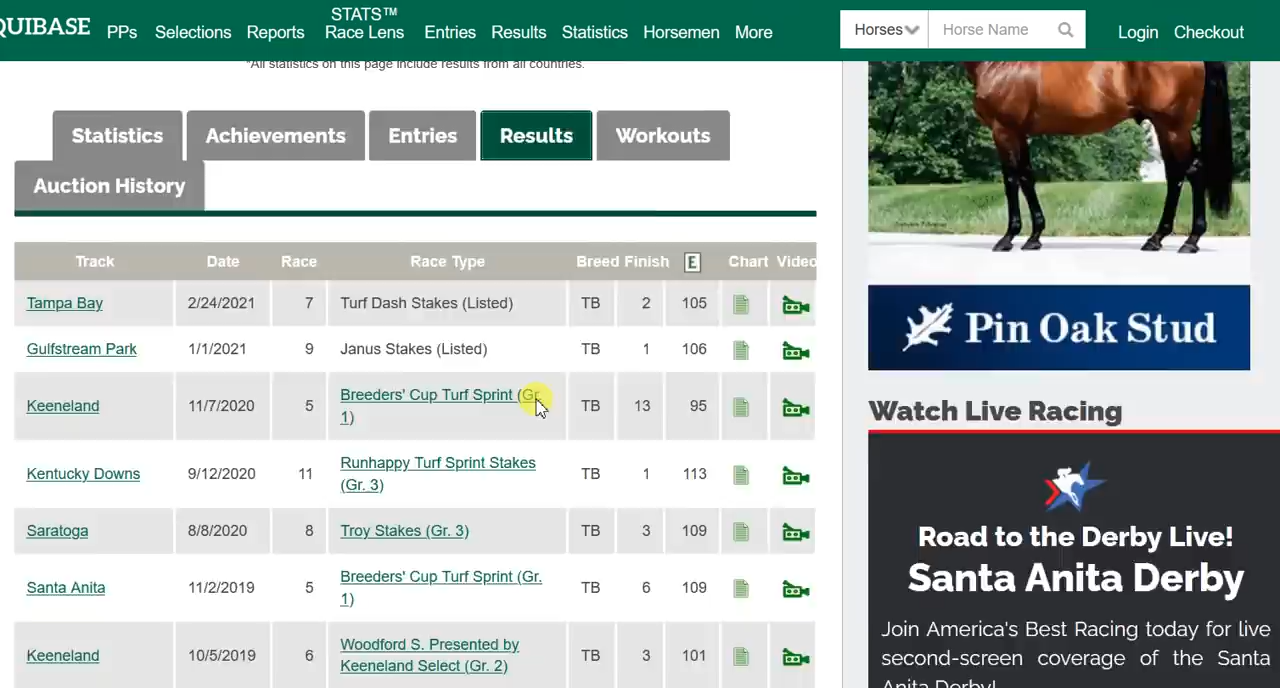 QUIBASE
PPs
Selections
Reports
STATS™
Race Lens
Entries
Results
Statistics
Horsemen
More
Horses
Horse Name
Login
Checkout
*All statistics on this page include results from all countries.
Statistics
Achievements
Entries
Results
Workouts
Auction History
Track Date Race Race Type Breed Finish E Chart Video
Tampa Bay 2/24/2021 7 Turf Dash Stakes (Listed) TB 2 105
Gulfstream Park 1/1/2021 9 Janus Stakes (Listed) TB 1 106
Keeneland 11/7/2020 5 Breeders' Cup Turf Sprint (Gr.
1) TB 13 95
Kentucky Downs 9/12/2020 11 Runhappy Turf Sprint Stakes
(Gr. 3) TB 1 113
Saratoga 8/8/2020 8 Troy Stakes (Gr. 3) TB 3 109
Santa Anita 11/2/2019 5 Breeders' Cup Turf Sprint (Gr.
1) TB 6 109
Keeneland 10/5/2019 6 Woodford S. Presented by
Keeneland Select (Gr. 2) TB 3 101
Pin Oak Stud
Watch Live Racing
Road to the Derby Live!
Santa Anita Derby
Join America's Best Racing today for live
second-screen coverage of the Santa
Anita Derby!